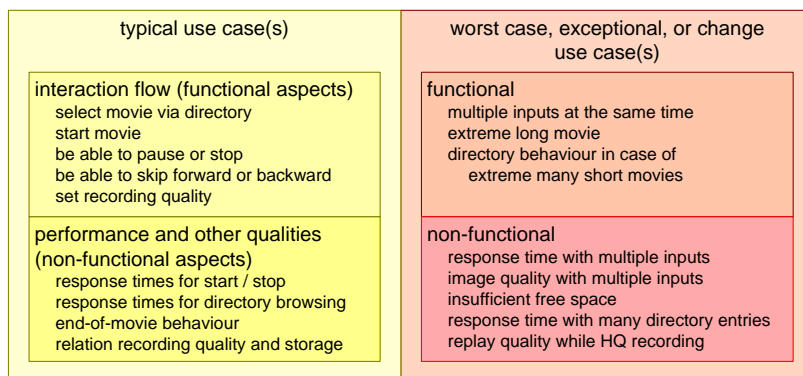 typical use case(s)
interaction flow (functional aspects)
select movie via directory
start movie
be able to pause or stop
be able to skip forward or backward
set recording quality
performance and other qualities
(non-functional aspects)
response times for start / stop
response times for directory browsing
end-of-movie behaviour
relation recording quality and storage
worst case, exceptional, or change
use case(s)
functional
multiple inputs at the same time
extreme long movie
directory behaviour in case of
extreme many short movies
non-functional
response time with multiple inputs
image quality with multiple inputs
insufficient free space
response time with many directory entries
replay quality while HQ recording